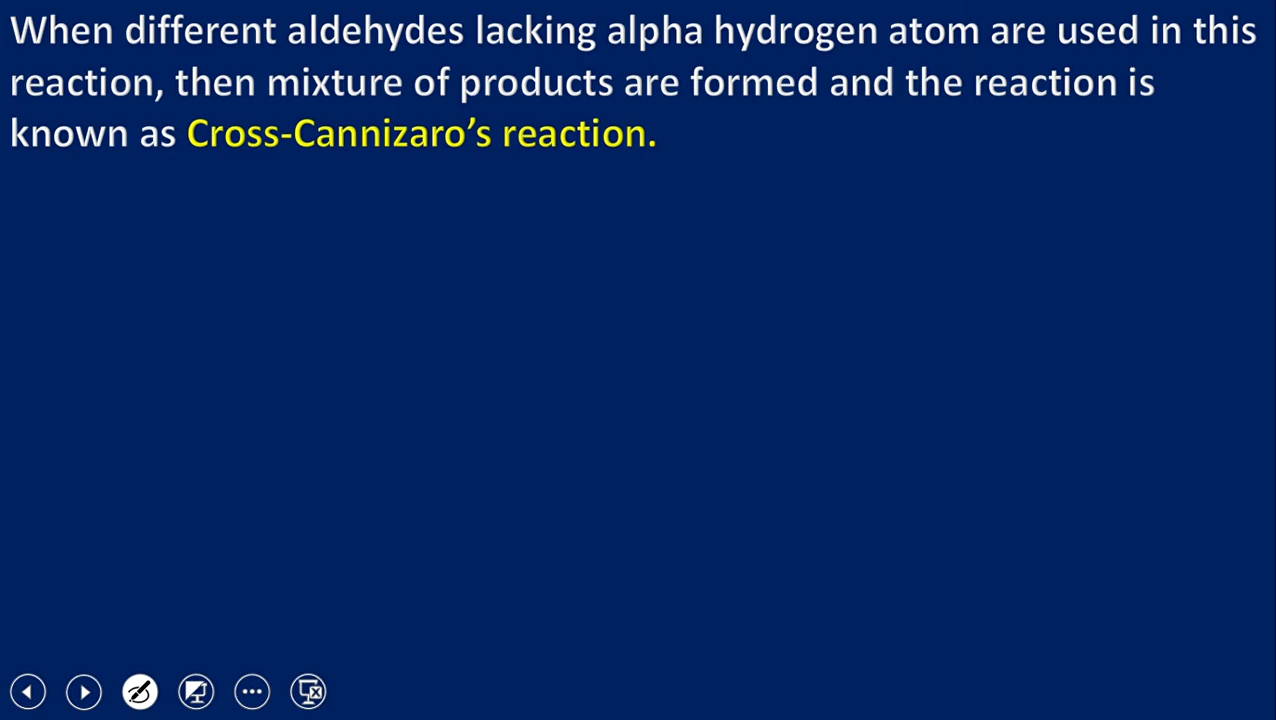 When different aldehydes lacking alpha hydrogen atom are used in this
reaction, then mixture of products are formed and the reaction is
known as Cross-Cannizaro’s reaction.